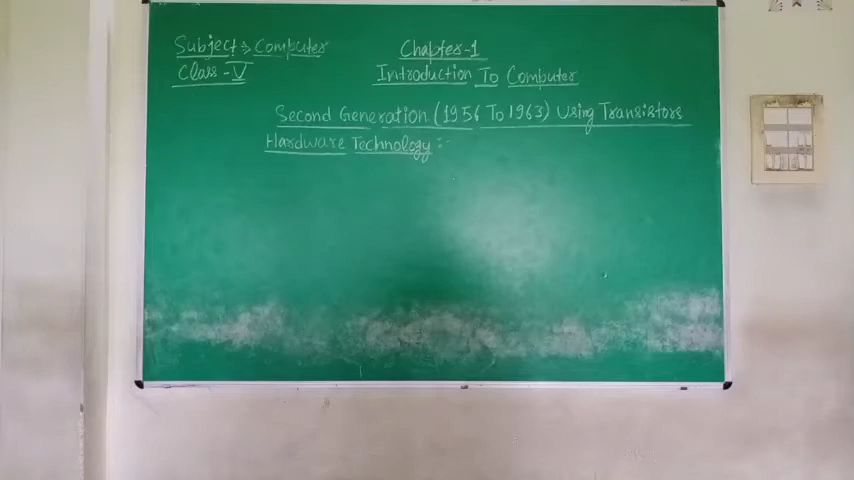 Subject → Computer
Class - V
Chapter-1
Introduction To Computer
Second Generation (1956 To 1963) Using Transistors
Hardware Technology :-